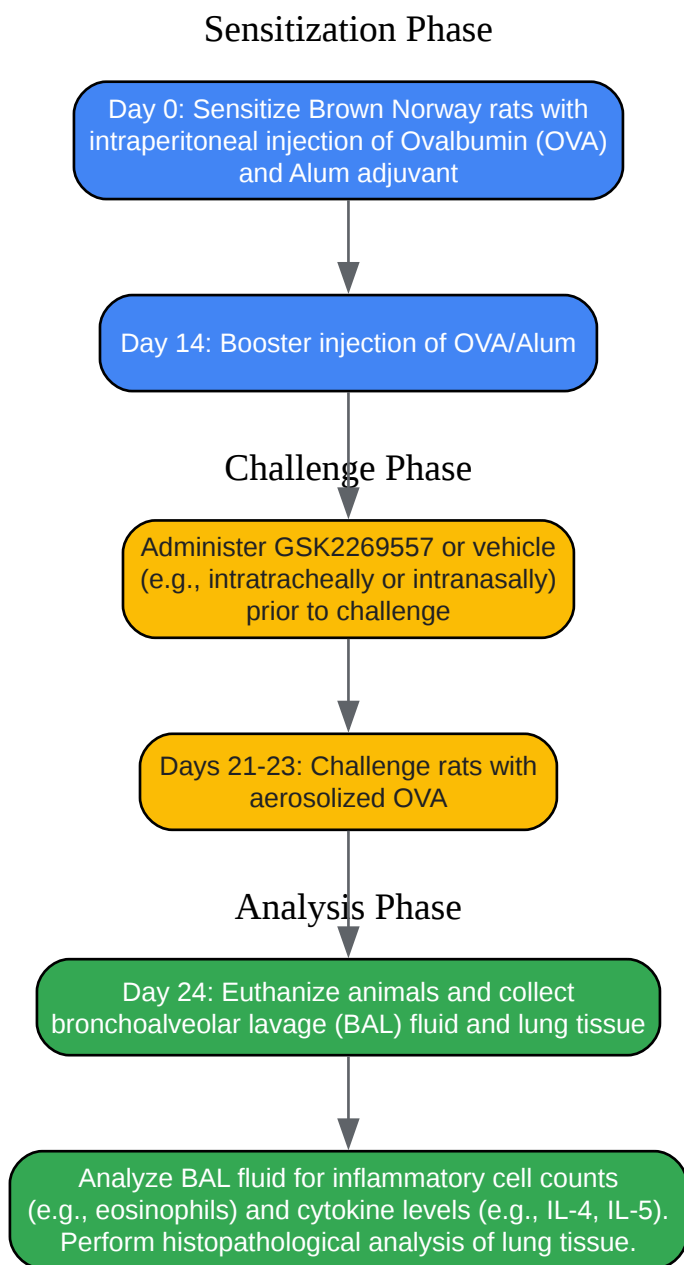 Sensitization Phase
Day 0: Sensitize Brown Norway rats with
intraperitoneal injection of Ovalbumin (OVA)
and Alum adjuvant
Day 14: Booster injection of OVA/Alum
Challenge Phase
Administer GSK2269557 or vehicle
(e.g., intratracheally or intranasally)
prior to challenge
Days 21-23: Challenge rats with
aerosolized OVA
Analysis Phase
Day 24: Euthanize animals and collect
bronchoalveolar lavage (BAL) fluid and lung tissue
Analyze BAL fluid for inflammatory cell counts
(e.g., eosinophils) and cytokine levels (e.g., IL-4, IL-5).
Perform histopathological analysis of lung tissue.